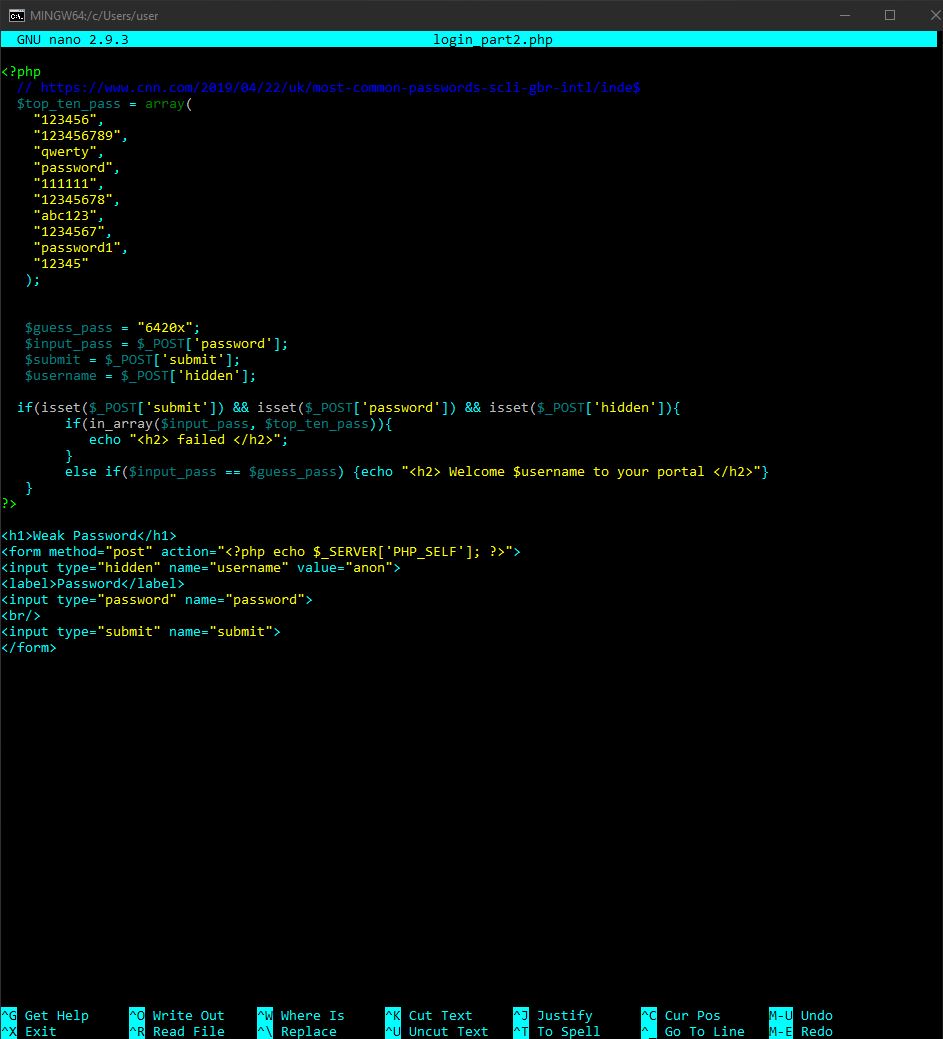 MINGW64:/c/Users/user
GNU nano 2.9.3 login_part2.php
<?php
// https://www.cnn.com/2019/04/22/uk/most-common-passwords-scli-gbr-intl/inde$
$top_ten_pass = array(
"123456",
"123456789",
"qwerty",
"password",
"111111",
"12345678",
"abc123",
"1234567",
"password1",
"12345"
);
$guess_pass = "6420x";
$input_pass = $_POST['password'];
$submit = $_POST['submit'];
$username = $_POST['hidden'];
if(isset($_POST['submit']) && isset($_POST['password']) && isset($_POST['hidden']){
if(in_array($input_pass, $top_ten_pass)){
echo "<h2> failed </h2>";
}
else if($input_pass == $guess_pass) {echo "<h2> Welcome $username to your portal </h2>"}
}
?>
<h1>Weak Password</h1>
<form method="post" action="<?php echo $_SERVER['PHP_SELF']; ?>">
<input type="hidden" name="username" value="anon">
<label>Password</label>
<input type="password" name="password">
<br/>
<input type="submit" name="submit">
</form>
^G Get Help ^O Write Out ^W Where Is ^K Cut Text ^J Justify ^C Cur Pos M-U Undo
^X Exit ^R Read File ^\ Replace ^U Uncut Text ^T To Spell ^_ Go To Line M-E Redo